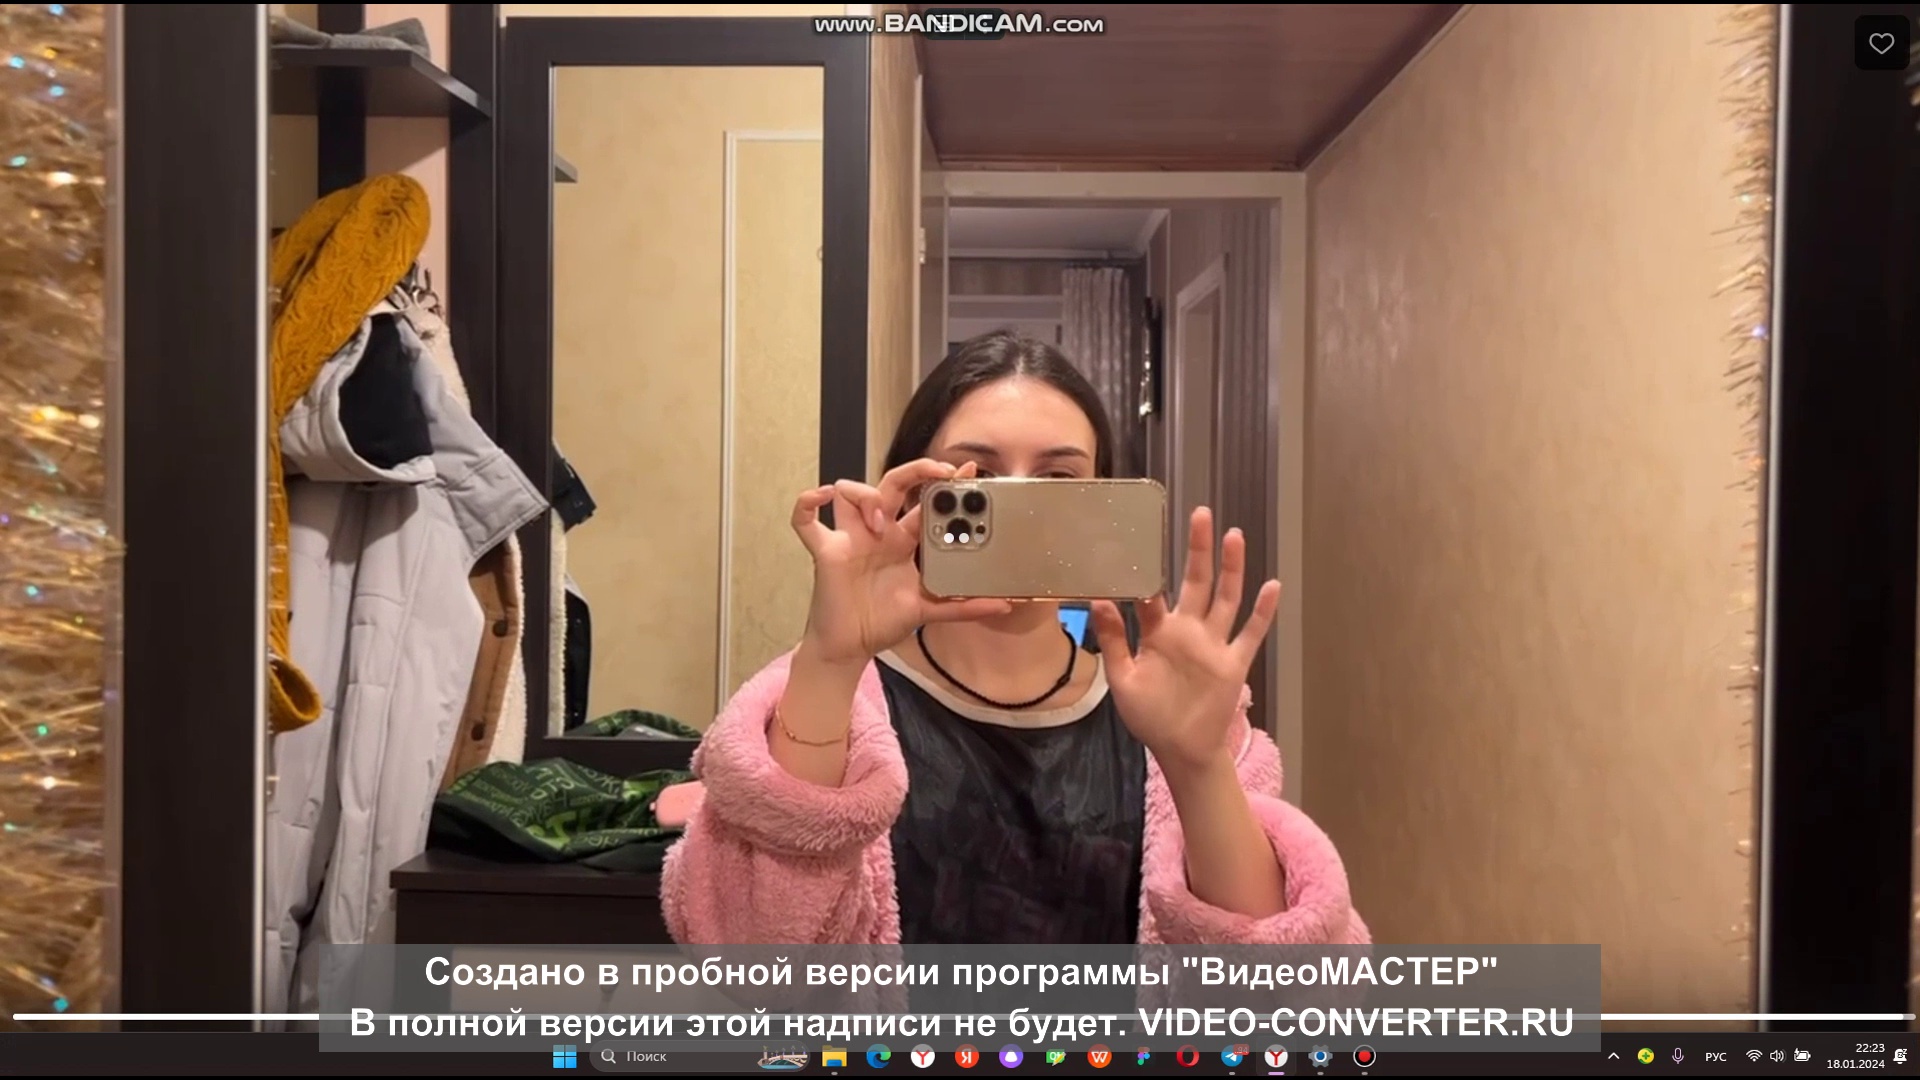 www.BANDICAM.com
Создано в пробной версии программы "ВидеоМАСТЕР"
В полной версии этой надписи не будет. VIDEO-CONVERTER.RU
Поиск
РУС
22:23
18.01.2024